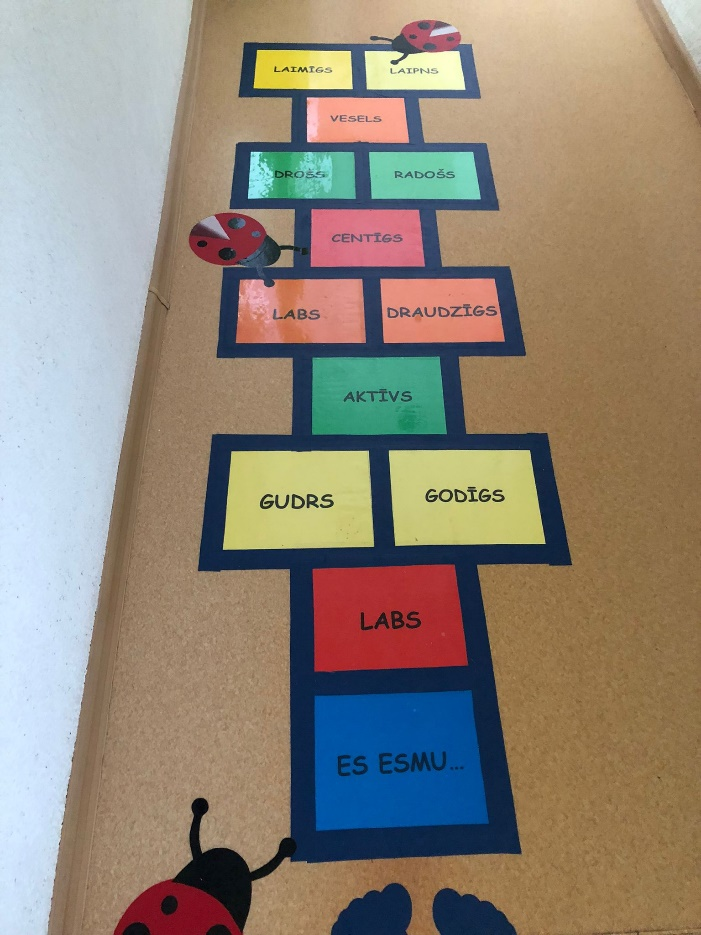 LAIMĪGS LAIPNS
VESELS
DROŠS RADOŠS
CENTĪGS
LABS DRAUDZĪGS
AKTĪVS
GUDRS GODĪGS
LABS
ES ESMU...